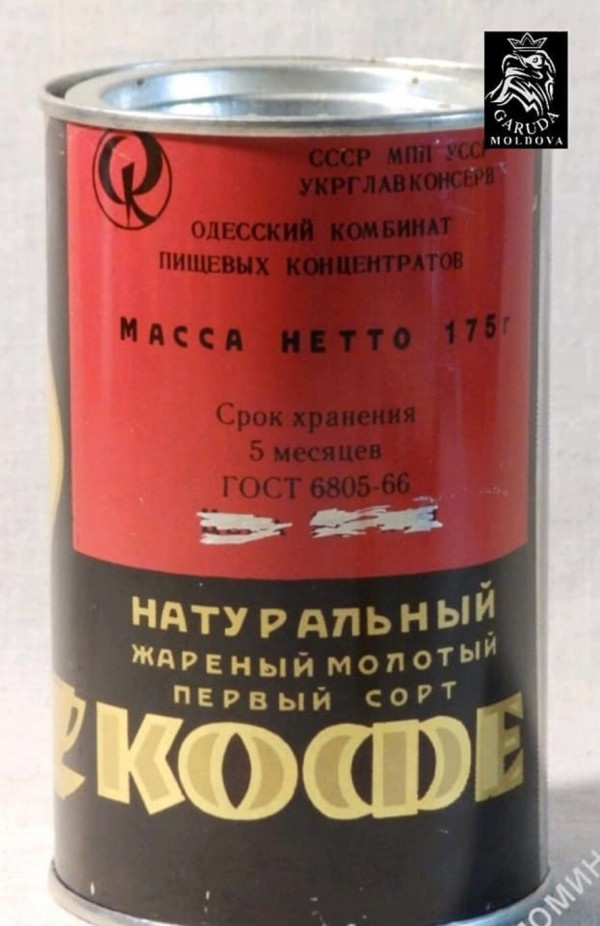 GARUDA
MOLDOVA
СССР МПП УССР
УКРГЛАВКОНСЕРВ
ОДЕССКИЙ КОМБИНАТ
ПИЩЕВЫХ КОНЦЕНТРАТОВ
МАССА НЕТТО 175г
Срок хранения
5 месяцев
ГОСТ 6805-66
НАТУРАЛЬНЫЙ
ЖАРЕНЫЙ МОЛОТЫЙ
ПЕРВЫЙ СОРТ
КОФЕ